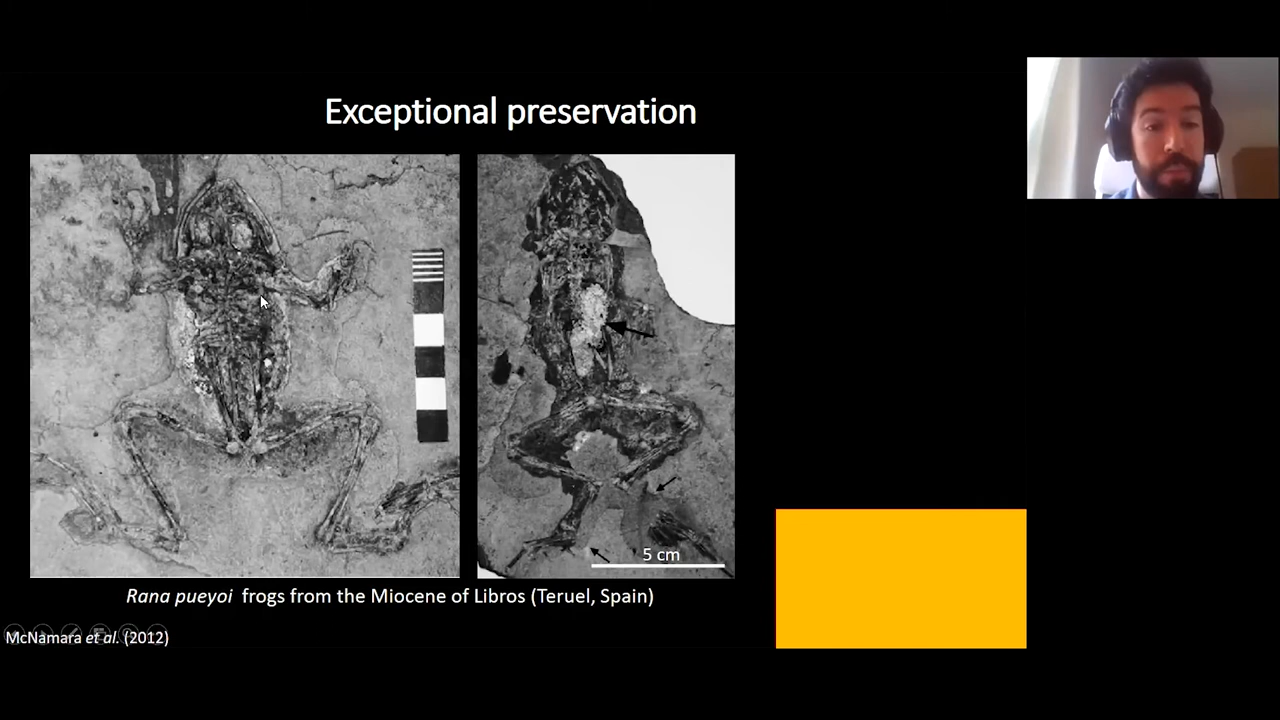 Exceptional preservation
5 cm
Rana pueyoi frogs from the Miocene of Libros (Teruel, Spain)
McNamara et al. (2012)